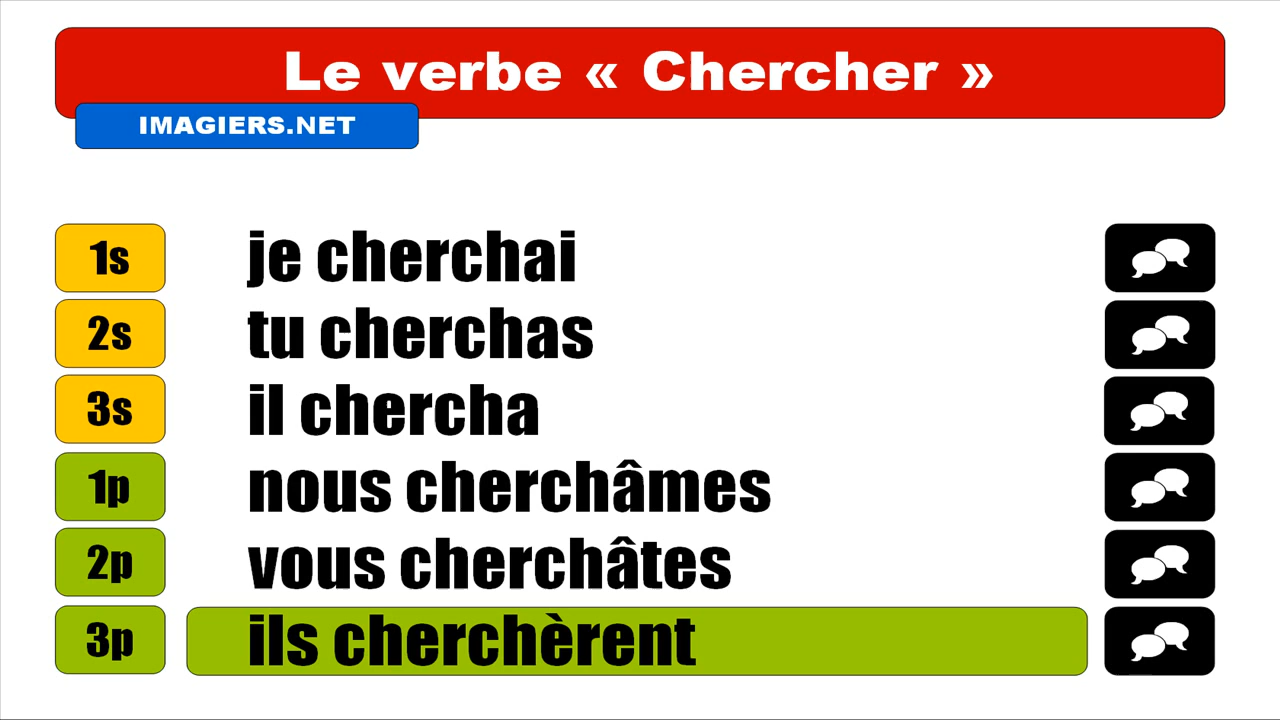 Le verbe « Chercher »
IMAGIERS.NET
1s je cherchai
2s tu cherchas
3s il chercha
1p nous cherchâmes
2p vous cherchâtes
3p ils cherchèrent